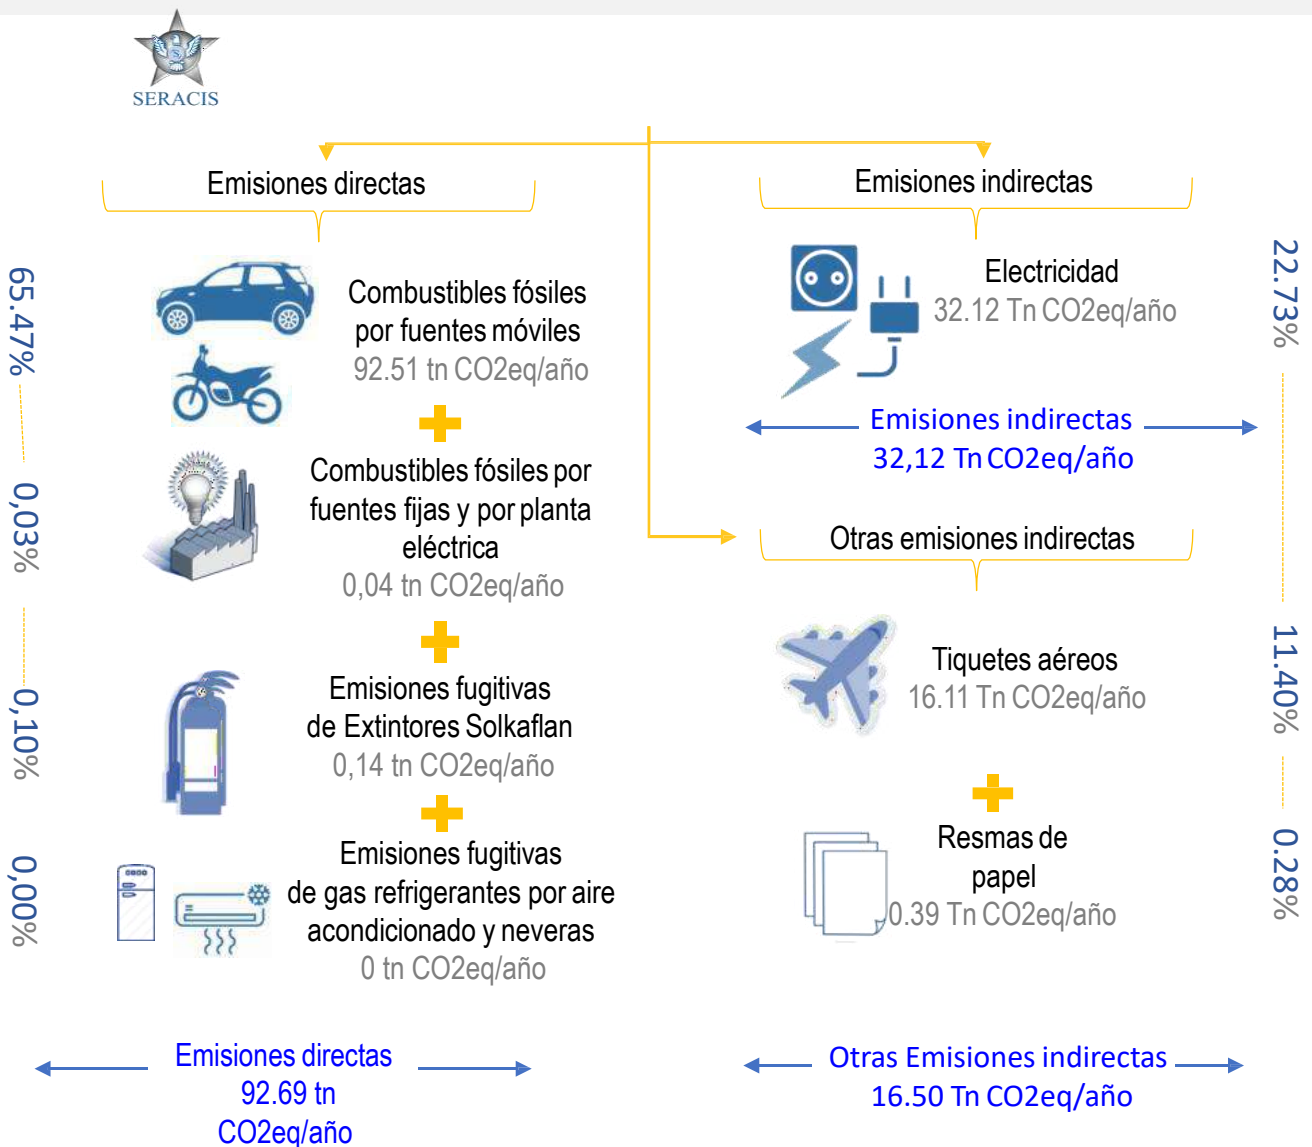 SERACIS
Emisiones directas
65.47%
Combustibles fósiles
por fuentes móviles
92.51 tn CO2eq/año
0,03%
Combustibles fósiles por
fuentes fijas y por planta
eléctrica
0,04 tn CO2eq/año
0,10%
Emisiones fugitivas
de Extintores Solkaflan
0,14 tn CO2eq/año
0,00%
Emisiones fugitivas
de gas refrigerantes por aire
acondicionado y neveras
0 tn CO2eq/año
Emisiones directas
92.69 tn
CO2eq/año
Emisiones indirectas
Electricidad
32.12 Tn CO2eq/año
22.73%
Emisiones indirectas
32,12 Tn CO2eq/año
Otras emisiones indirectas
Tiquetes aéreos
16.11 Tn CO2eq/año
11.40%
Resmas de
papel
0.39 Tn CO2eq/año
0.28%
Otras Emisiones indirectas
16.50 Tn CO2eq/año